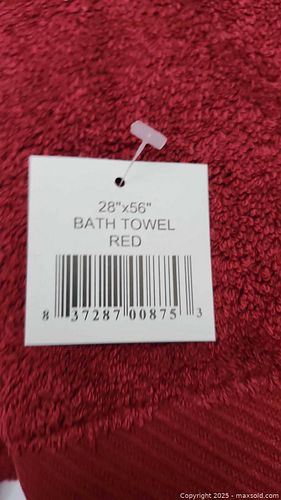 28"x56"
BATH TOWEL
RED
8 37287 00875 3
Copyright © 2025 - maxsold.com